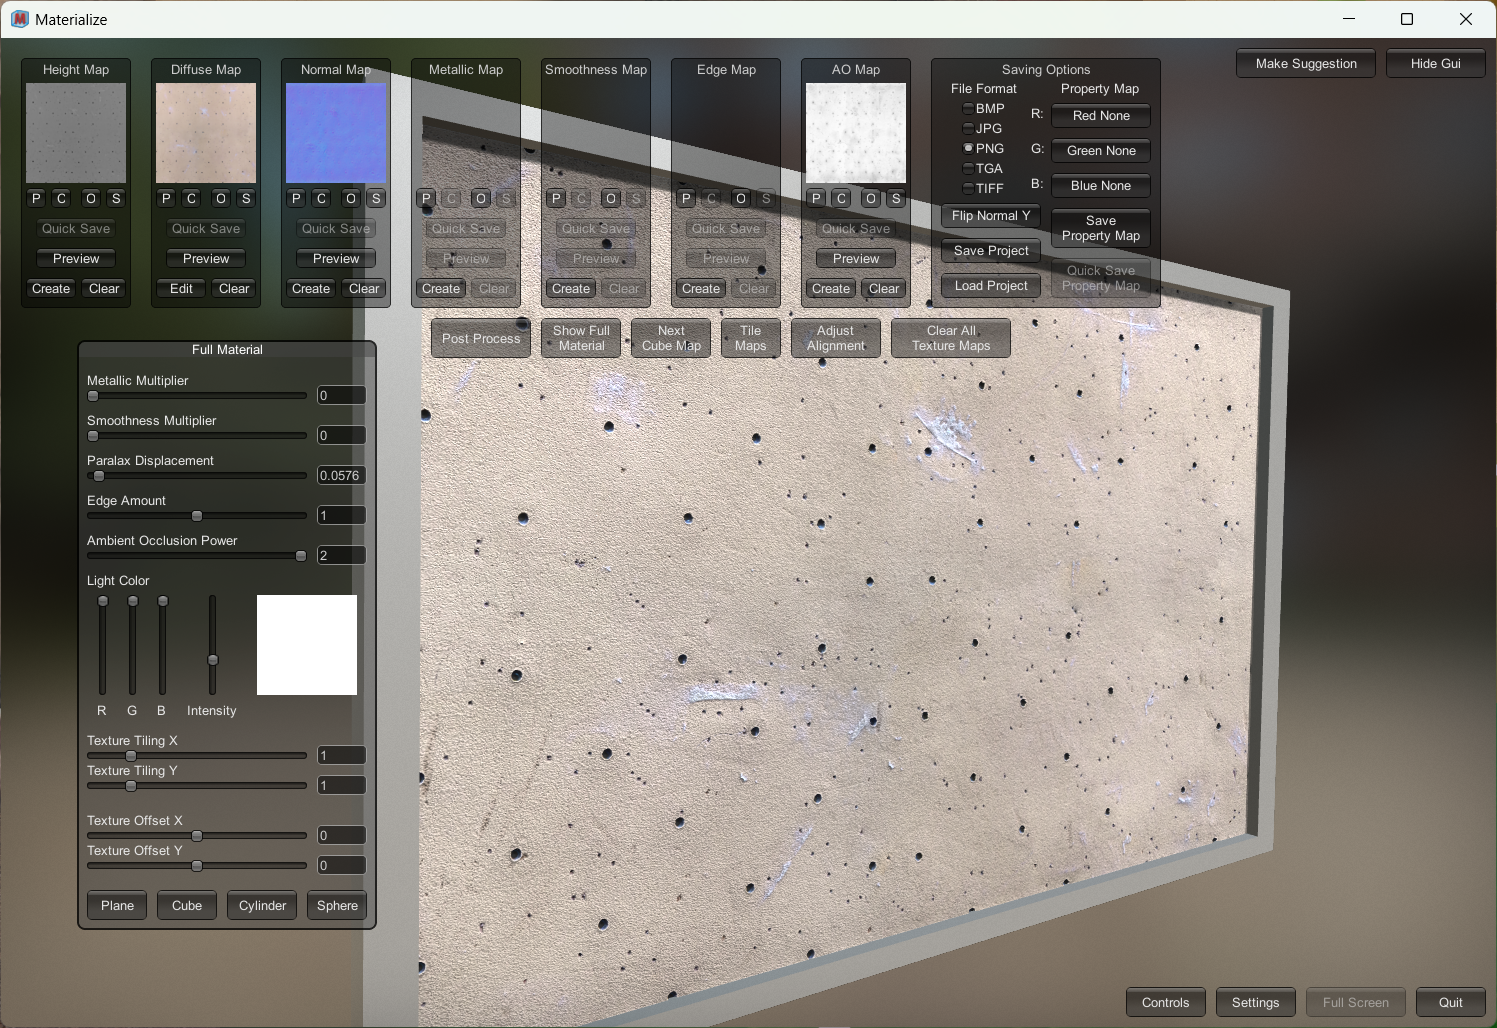 Materialize
Height Map
Diffuse Map
Normal Map
Metallic Map
Smoothness Map
Edge Map
AO Map
P C O S
P C O S
P C O S
P C O S
P C O S
P C O S
P C O S
Quick Save
Quick Save
Quick Save
Quick Save
Quick Save
Quick Save
Quick Save
Preview
Preview
Preview
Preview
Preview
Preview
Preview
Create Clear
Edit Clear
Create Clear
Create Clear
Create Clear
Create Clear
Create Clear
Saving Options
File Format
BMP
JPG
PNG
TGA
TIFF
Flip Normal Y
Save Project
Load Project
Property Map
R: Red None
G: Green None
B: Blue None
Save
Property Map
Quick Save
Property Map
Make Suggestion
Hide Gui
Post Process
Show Full
Material
Next
Cube Map
Tile
Maps
Adjust
Alignment
Clear All
Texture Maps
Full Material
Metallic Multiplier
0
Smoothness Multiplier
0
Paralax Displacement
0.0576
Edge Amount
1
Ambient Occlusion Power
2
Light Color
R G B Intensity
Texture Tiling X
1
Texture Tiling Y
1
Texture Offset X
0
Texture Offset Y
0
Plane
Cube
Cylinder
Sphere
Controls
Settings
Full Screen
Quit